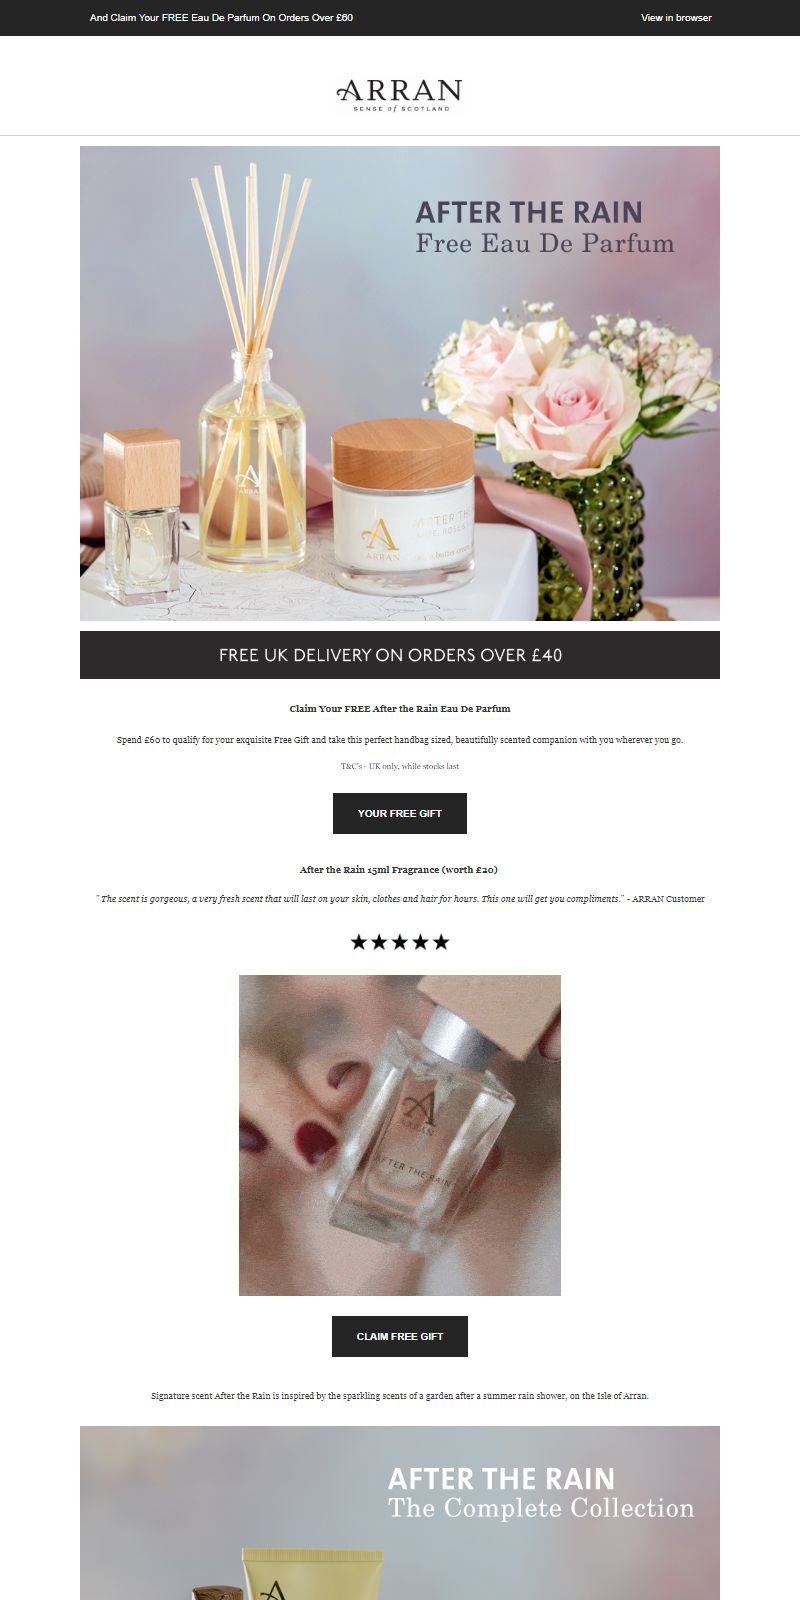 And Claim Your FREE Eau De Parfum On Orders Over £60
View in browser
ARRAN
SENSE of SCOTLAND
AFTER THE RAIN
Free Eau De Parfum
A
ARRAN
A
ARRAN
AFTER TH
LIME, ROSE &
butter cream
FREE UK DELIVERY ON ORDERS OVER £40
Claim Your FREE After the Rain Eau De Parfum
Spend £60 to qualify for your exquisite Free Gift and take this perfect handbag sized, beautifully scented companion with you wherever you go.
T&C's - UK only, while stocks last
YOUR FREE GIFT
After the Rain 15ml Fragrance (worth £20)
" The scent is gorgeous, a very fresh scent that will last on your skin, clothes and hair for hours. This one will get you compliments." - ARRAN Customer
A
ARRAN
AFTER THE RAIN
CLAIM FREE GIFT
Signature scent After the Rain is inspired by the sparkling scents of a garden after a summer rain shower, on the Isle of Arran.
AFTER THE RAIN
The Complete Collection